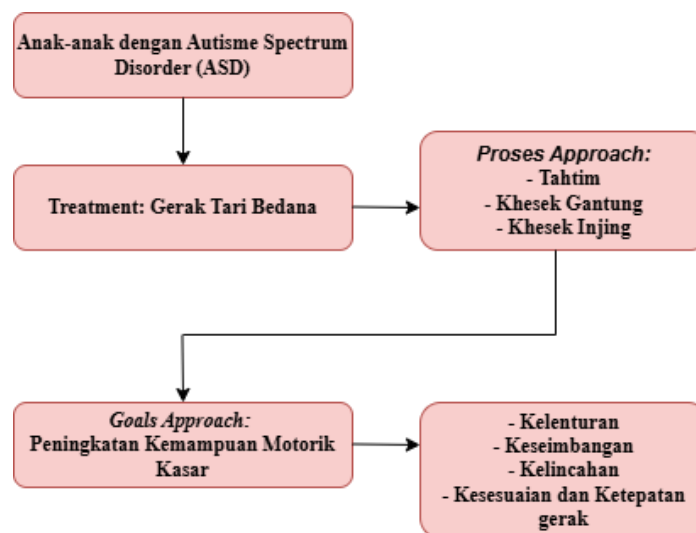 Anak-anak dengan Autisme Spectrum
Disorder (ASD)
Treatment: Gerak Tari Bedana
Proses Approach:
- Tahtim
- Khesek Gantung
- Khesek Injing
Goals Approach:
Peningkatan Kemampuan Motorik
Kasar
- Kelenturan
- Keseimbangan
- Kelincahan
- Kesesuaian dan Ketepatan
gerak